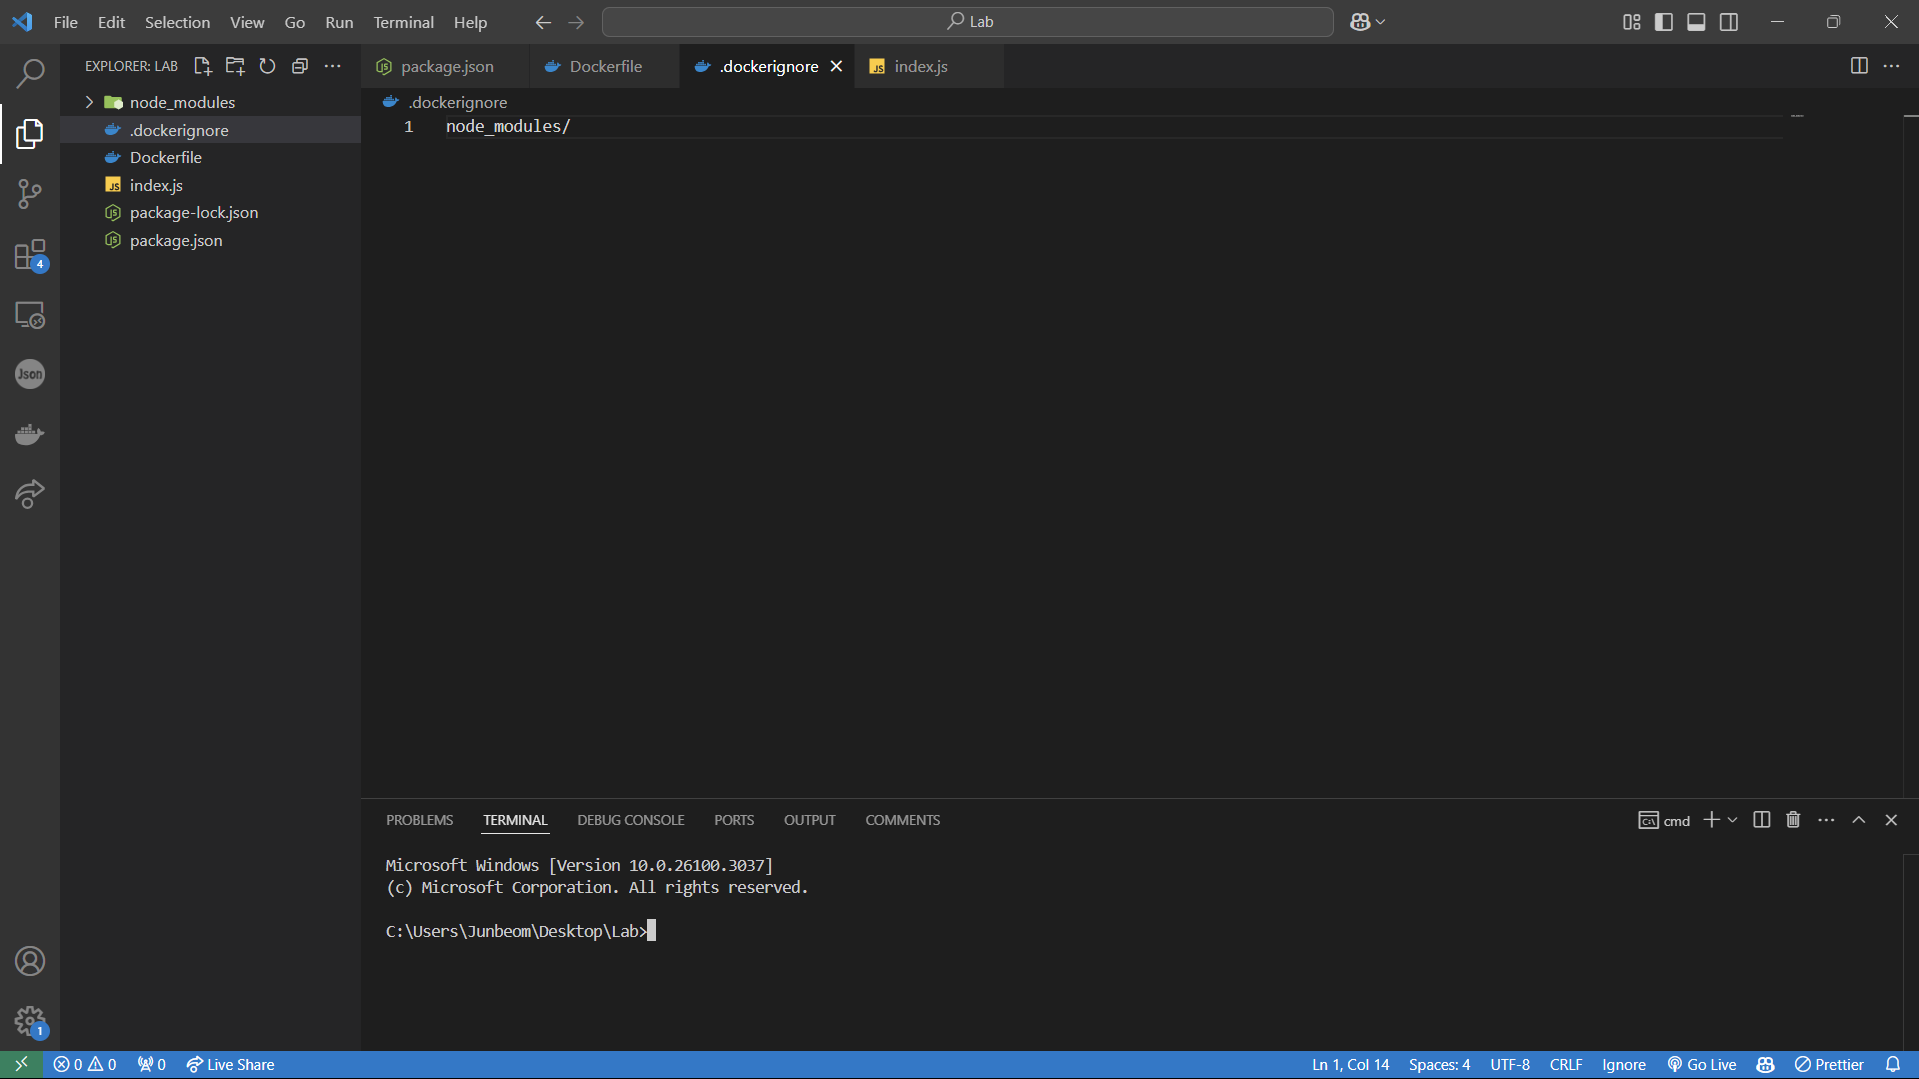 File Edit Selection View Go Run Terminal Help
Lab
EXPLORER: LAB
package.json
Dockerfile
.dockerignore
index.js
node_modules
.dockerignore
Dockerfile
index.js
package-lock.json
package.json
4
Json
1
.dockerignore
1 node_modules/
PROBLEMS TERMINAL DEBUG CONSOLE PORTS OUTPUT COMMENTS
cmd
Microsoft Windows [Version 10.0.26100.3037]
(c) Microsoft Corporation. All rights reserved.
C:\Users\Junbeom\Desktop\Lab>
0 0 0 Live Share
Ln 1, Col 14 Spaces: 4 UTF-8 CRLF Ignore Go Live Prettier